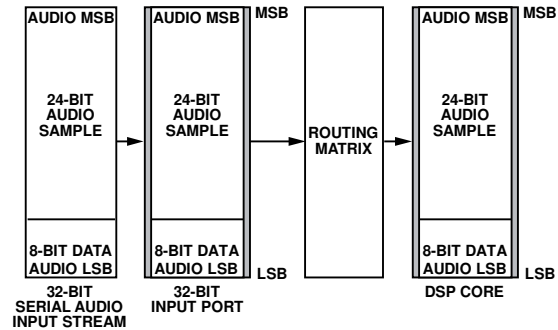 AUDIO MSB
24-BIT
AUDIO
SAMPLE
8-BIT DATA
AUDIO LSB
32-BIT
SERIAL AUDIO
INPUT STREAM
AUDIO MSB
24-BIT
AUDIO
SAMPLE
8-BIT DATA
AUDIO LSB
MSB
LSB
32-BIT
INPUT PORT
ROUTING
MATRIX
AUDIO MSB
24-BIT
AUDIO
SAMPLE
8-BIT DATA
AUDIO LSB
MSB
LSB
DSP CORE